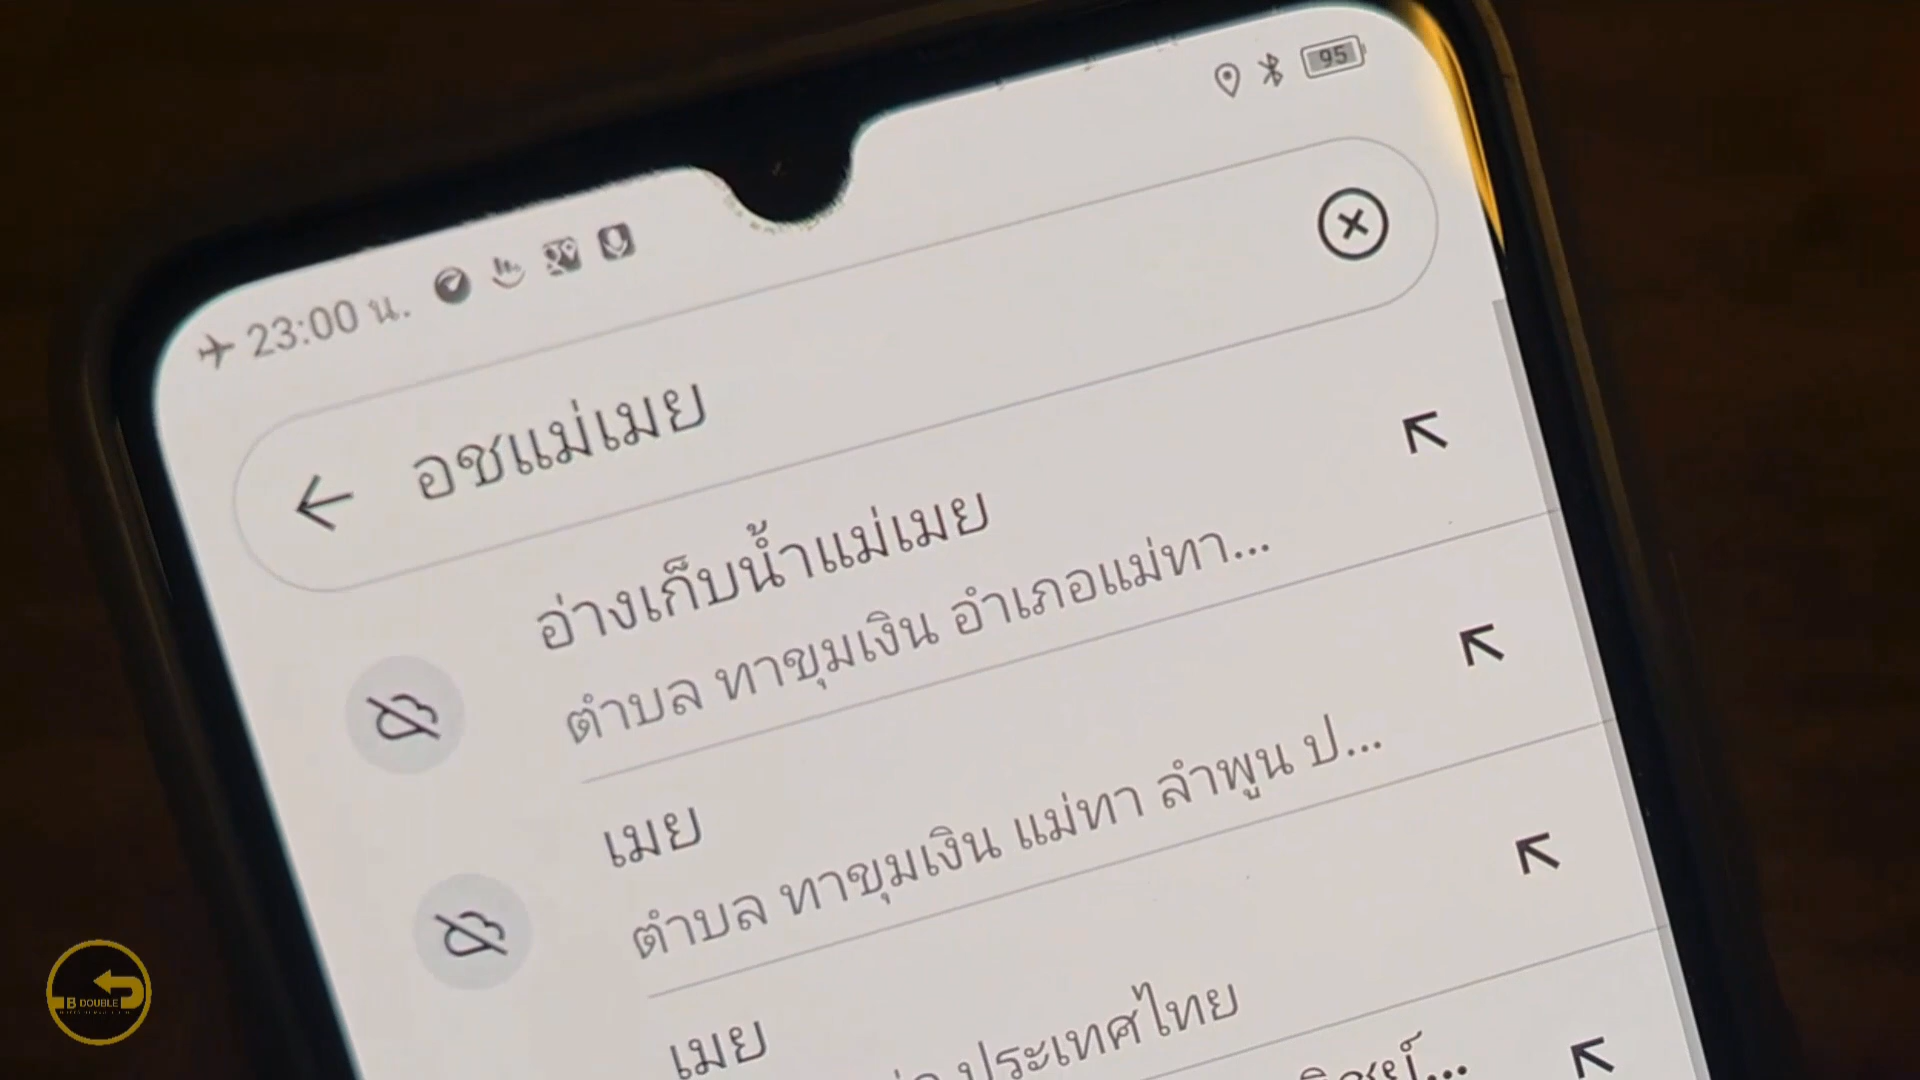 23:00 น.
95
อชแม่เมย
อ่างเก็บน้ำแม่เมย
ตำบล ทาขุมเงิน อำเภอแม่ทา...
เมย
ตำบล ทาขุมเงิน แม่ทา ลำพูน ป...
เมย
ประเทศไทย
B DOUBLE